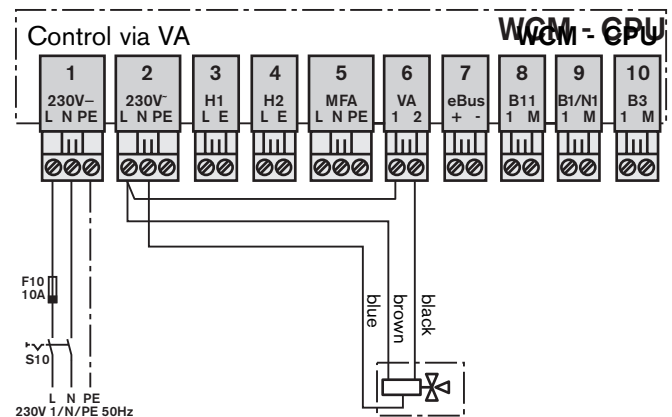 Control via VA
WCM - CPU
WCM - CPU
1 2 3 4 5 6 7 8 9 10
230V~ 230V~ H1 H2 MFA VA eBus B11 B1/N1 B3
L N PE L N PE L E L E L N PE 1 2 + - 1 M 1 M 1 M
F10
10A
S10
blue
brown
black
L N PE
230V 1/N/PE 50Hz